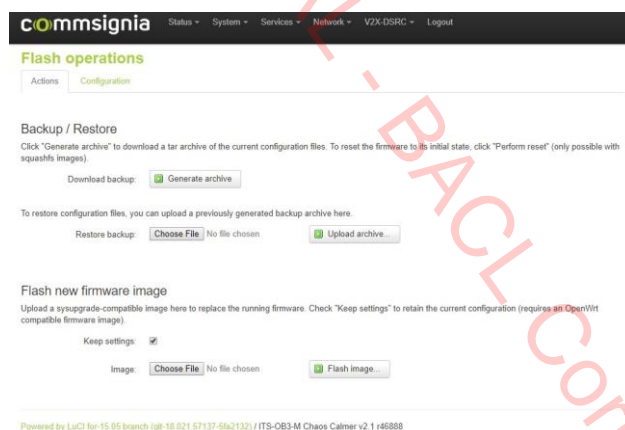 commsignia Status System Services Network V2X-DSRC Logout
Flash operations
Actions Configuration
Backup / Restore
Click "Generate archive" to download a tar archive of the current configuration files. To reset the firmware to its initial state, click "Perform reset" (only possible with
squashfs images).
Download backup: Generate archive
To restore configuration files, you can upload a previously generated backup archive here.
Restore backup: Choose File No file chosen Upload archive...
Flash new firmware image
Upload a sysupgrade-compatible image here to replace the running firmware. Check "Keep settings" to retain the current configuration (requires an OpenWrt
compatible firmware image).
Keep settings:
Image: Choose File No file chosen Flash image...
Powered by LuCI for-15.05 branch (git-18.021.57137-5fa2132) / ITS-OB3-M Chaos Calmer v2.1 r46888
L - BACL Con